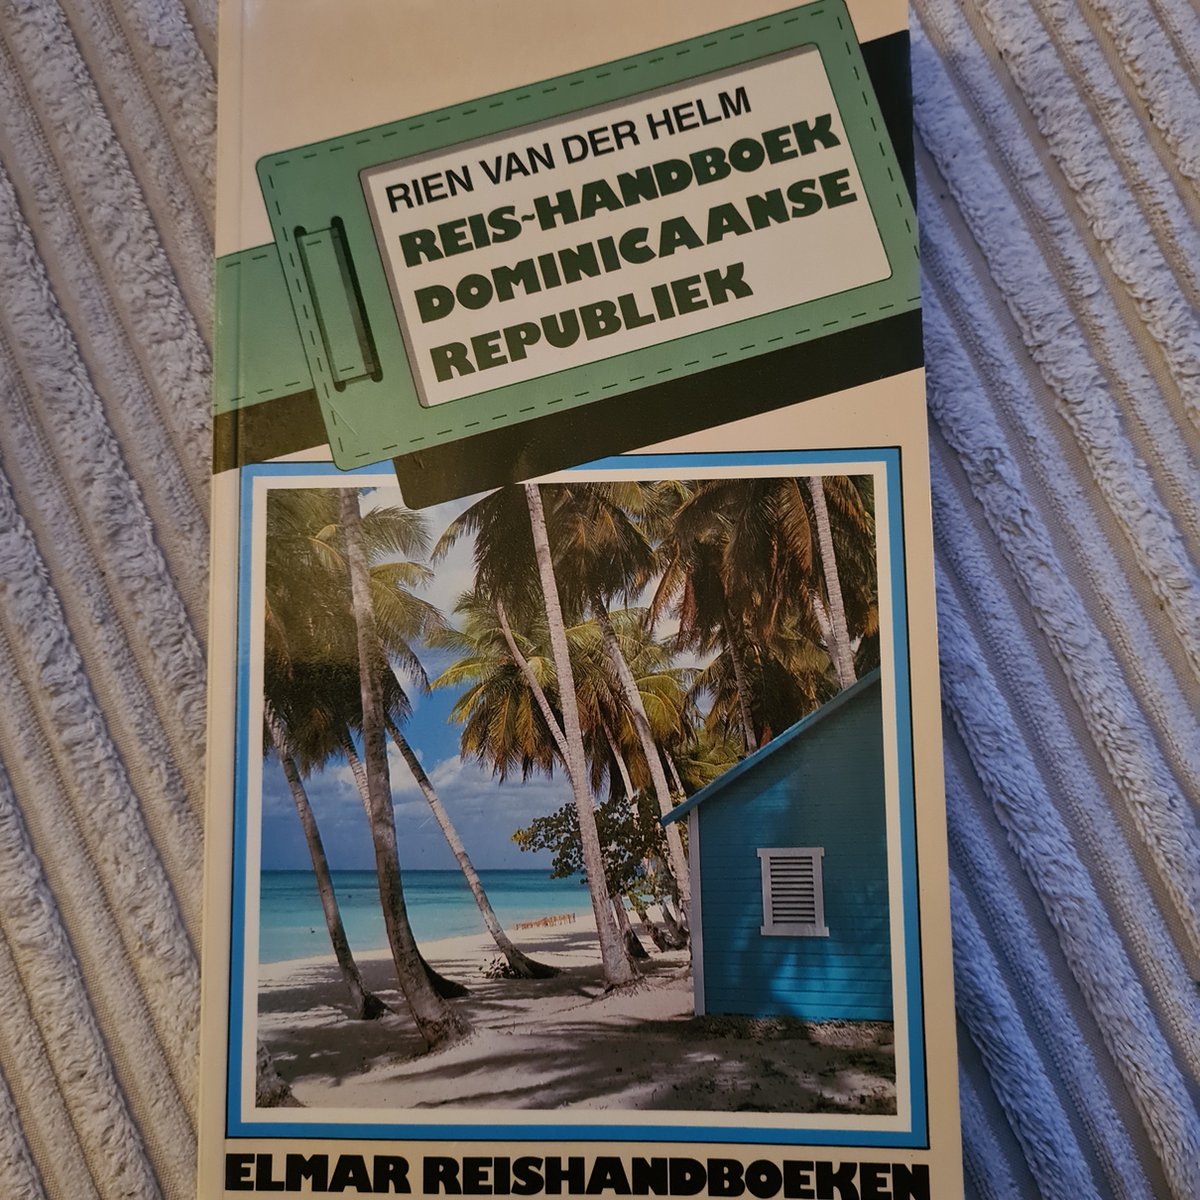 RIEN VAN DER HELM
REIS-HANDBOEK
DOMINICAANSE
REPUBLIEK
ELMAR REISHANDBOEKEN